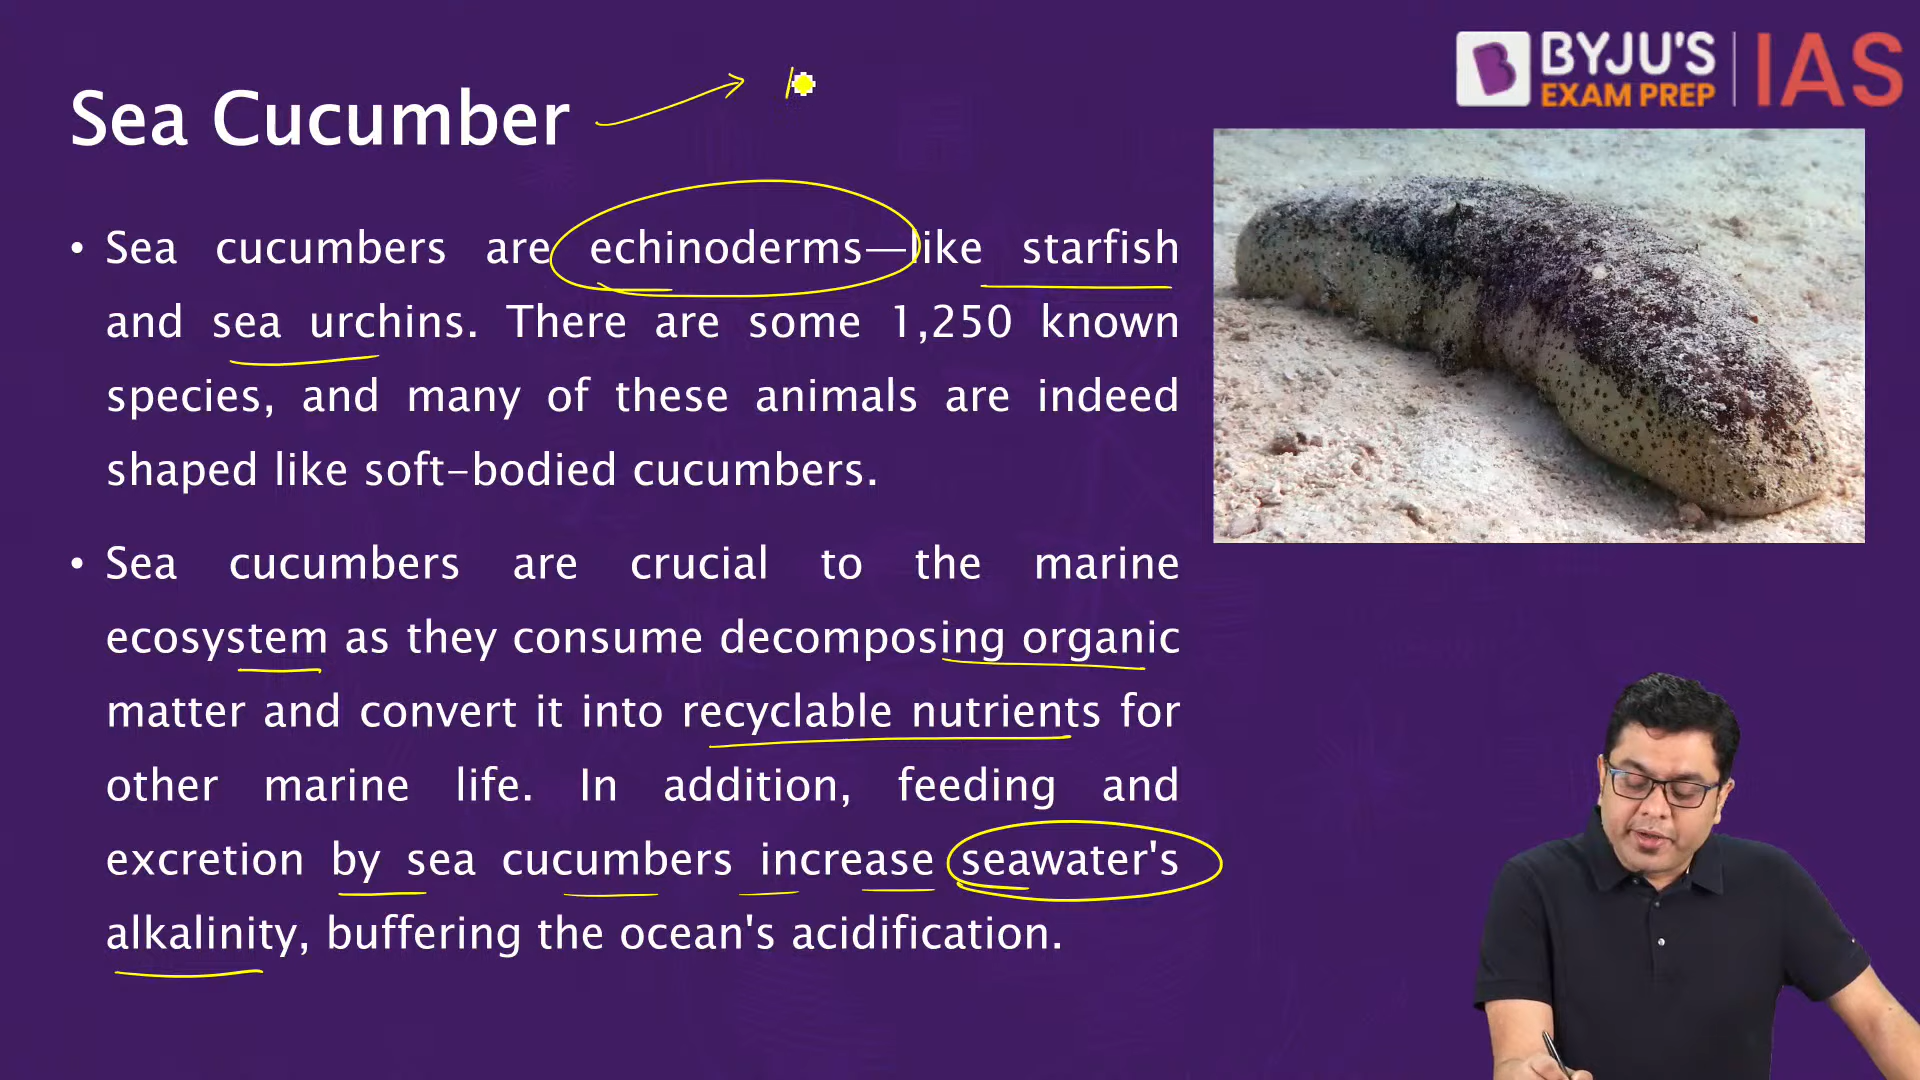 BYJU'S
EXAM PREP
IAS
Sea Cucumber
• Sea cucumbers are echinoderms—like starfish
and sea urchins. There are some 1,250 known
species, and many of these animals are indeed
shaped like soft-bodied cucumbers.
• Sea cucumbers are crucial to the marine
ecosystem as they consume decomposing organic
matter and convert it into recyclable nutrients for
other marine life. In addition, feeding and
excretion by sea cucumbers increase seawater's
alkalinity, buffering the ocean's acidification.